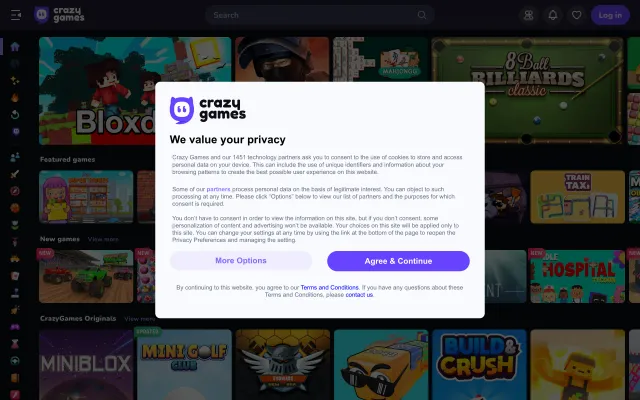 crazy games
Search
Log in
Bloxd
MAHJONGG
8 Ball
BILLIARDS
classic
crazy
games
We value your privacy
Crazy Games and our 1451 technology partners ask you to consent to the use of cookies to store and access
personal data on your device. This can include the use of unique identifiers and information about your
browsing patterns to create the best possible user experience on this website.
Some of our partners process personal data on the basis of legitimate interest. You can object to such
processing at any time. Please click "Options" below to view our list of partners and the purposes for which
consent is required.
You don't have to consent in order to view the information on this site, but if you don't consent, some
personalization of content and advertising won't be available. Your choices on this site will be applied only to
this site. You can change your settings at any time by using the link at the bottom of the page to reopen the
Privacy Preferences and managing the setting.
More Options
Agree & Continue
By continuing to this website, you agree to our Terms and Conditions. If you have any questions about these
Terms and Conditions, please contact us.
Featured games
TRAIN
TAXI
New games View more
NEW
NEW
NEW
NEW
IDLE
HOSPITAL
CrazyGames Originals View more
MINIBLOX
UPDATED
MINI GOLF
CLUB
BUILD &
CRUSH